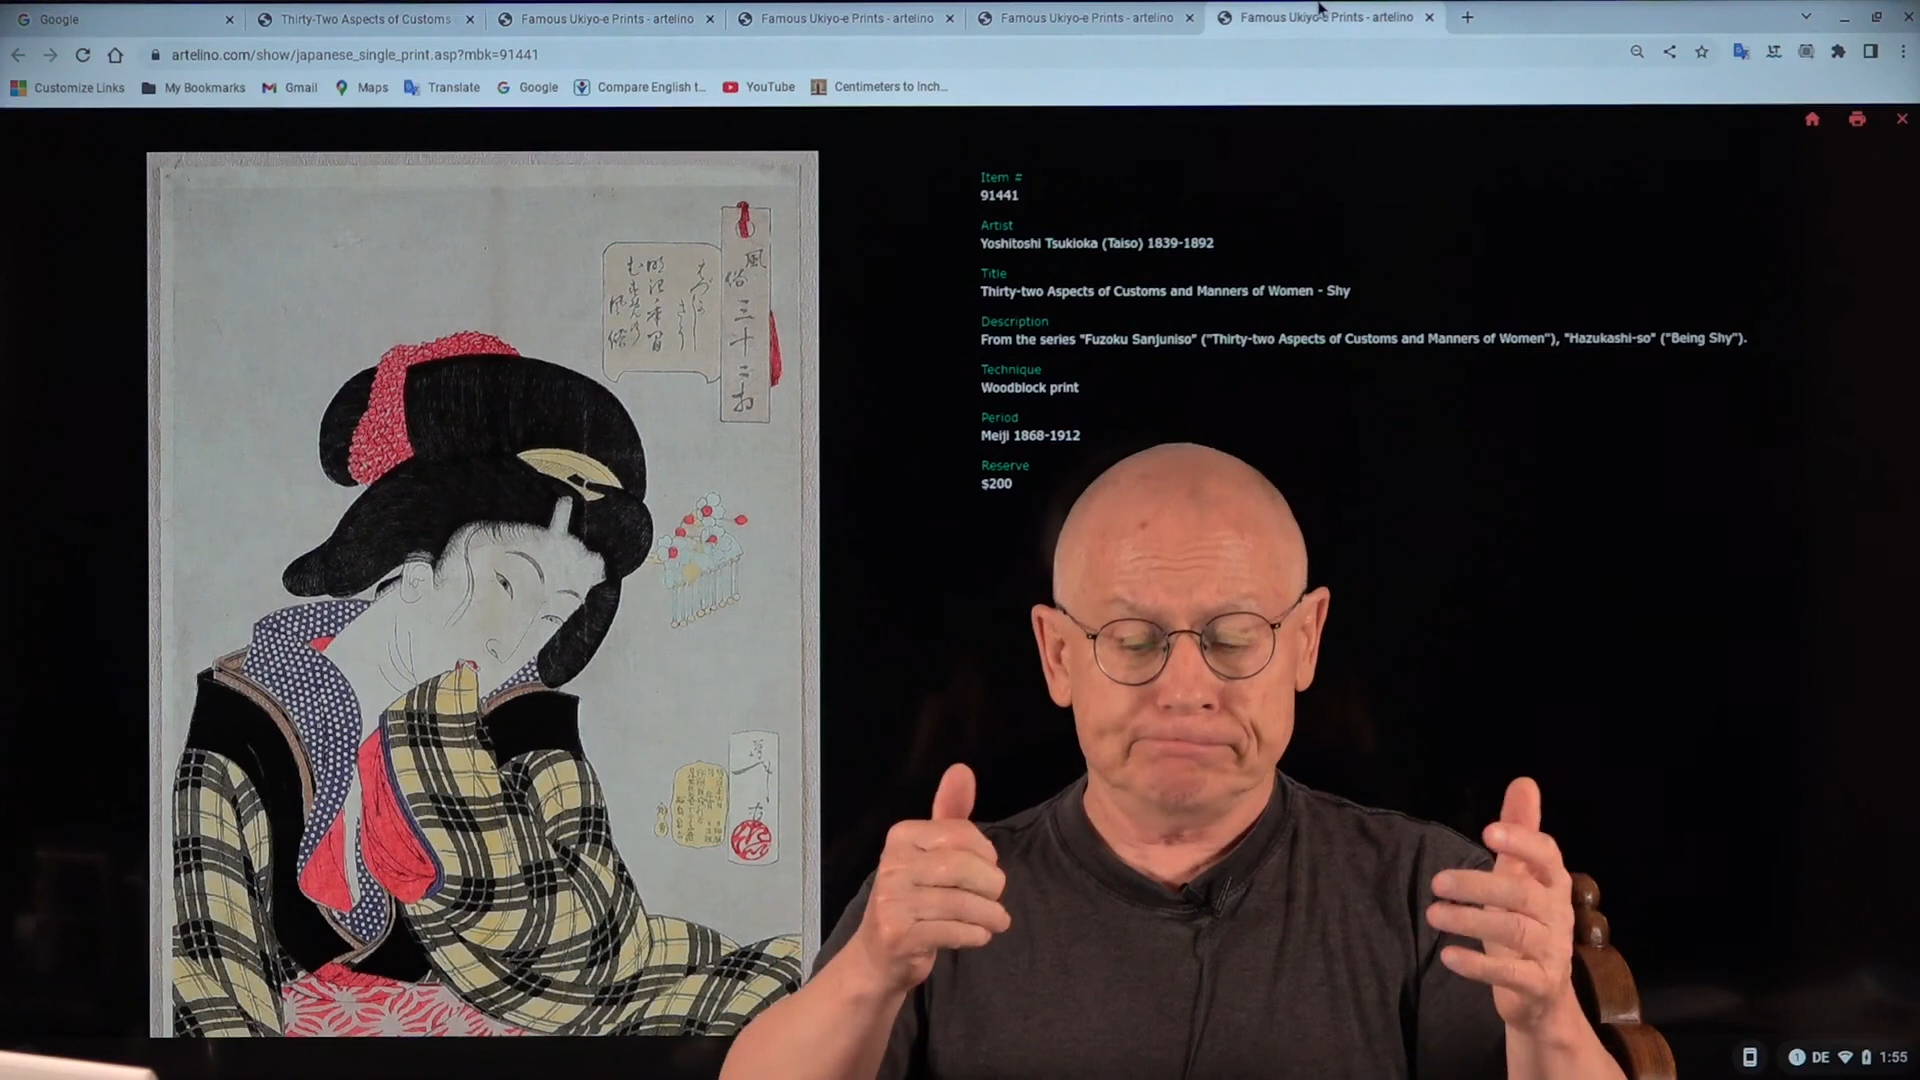 Google
Thirty-Two Aspects of Customs
Famous Ukiyo-e Prints - artelino
Famous Ukiyo-e Prints - artelino
Famous Ukiyo-e Prints - artelino
Famous Ukiyo-e Prints - artelino
artelino.com/show/japanese_single_print.asp?mbk=91441
Customize Links
My Bookmarks
Gmail
Maps
Translate
Google
Compare English t...
YouTube
Centimeters to Inch...
Item #
91441
Artist
Yoshitoshi Tsukioka (Taiso) 1839-1892
Title
Thirty-two Aspects of Customs and Manners of Women - Shy
Description
From the series "Fuzoku Sanjuniso" ("Thirty-two Aspects of Customs and Manners of Women"), "Hazukashi-so" ("Being Shy").
Technique
Woodblock print
Period
Meiji 1868-1912
Reserve
$200
風俗三十二相
1
DE
1:55